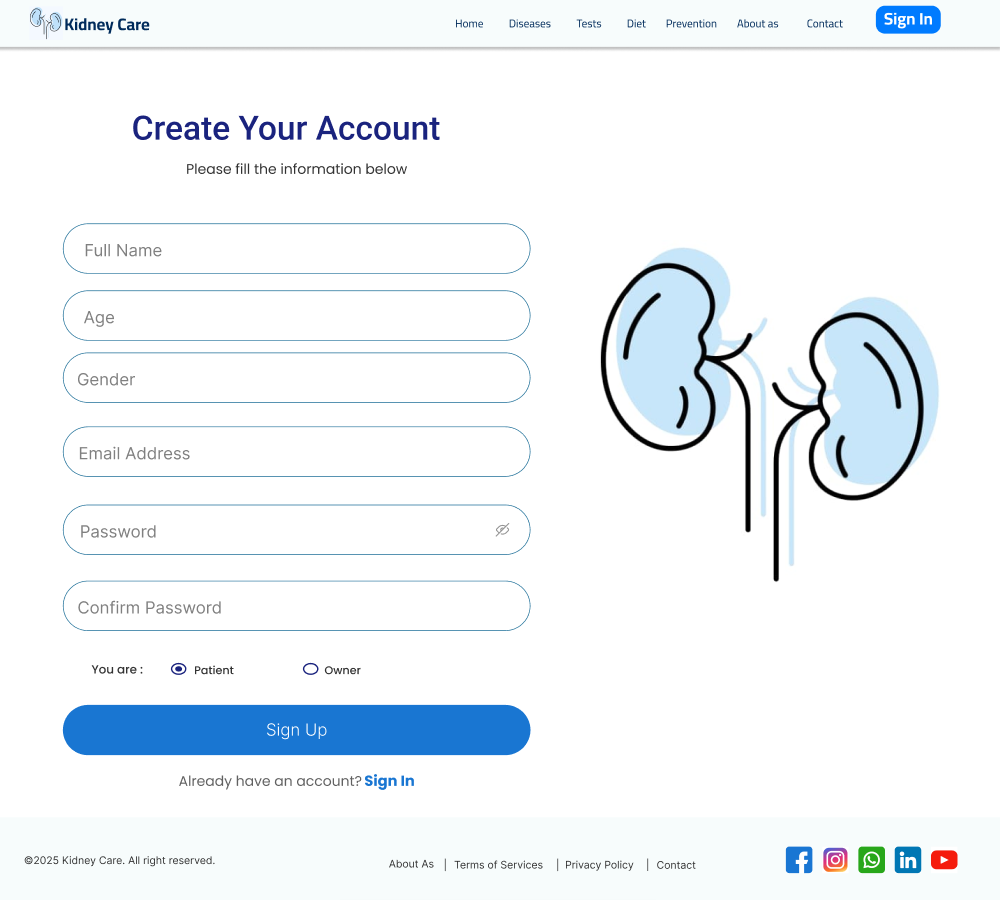 Kidney Care
Home Diseases Tests Diet Prevention About as Contact Sign In
Create Your Account
Please fill the information below
Full Name
Age
Gender
Email Address
Password
Confirm Password
You are : Patient Owner
Sign Up
Already have an account? Sign In
©2025 Kidney Care. All right reserved.
About As | Terms of Services | Privacy Policy | Contact